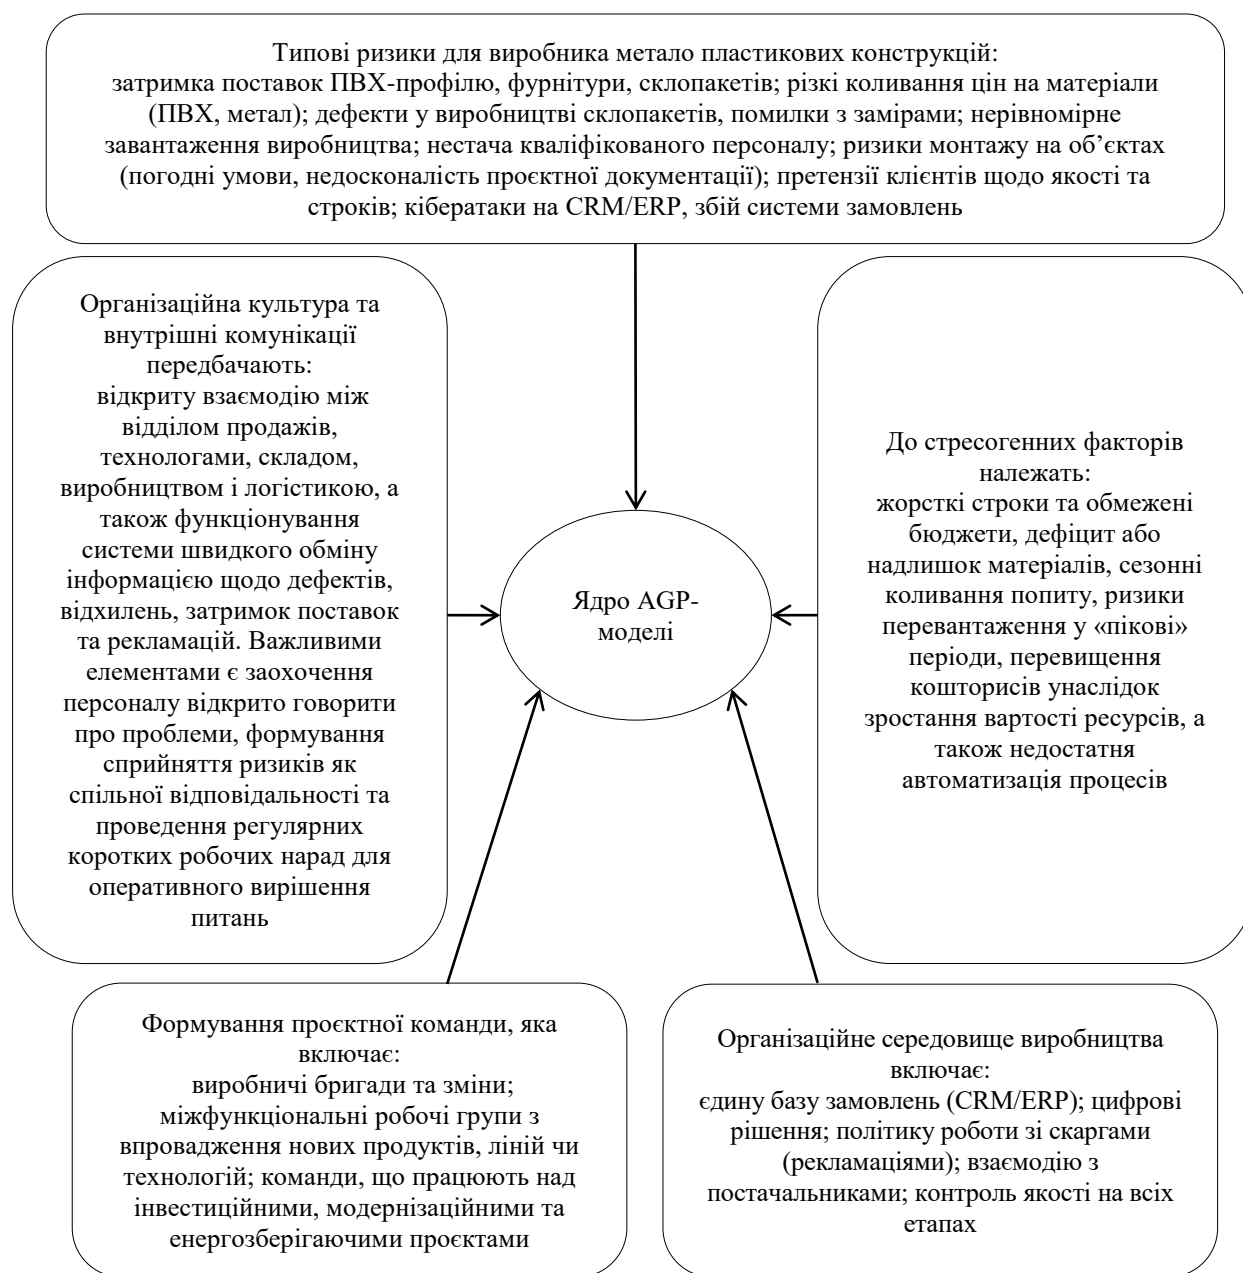 Типові ризики для виробника метало пластикових конструкцій:
затримка поставок ПВХ-профілю, фурнітури, склопакетів; різкі коливання цін на матеріали
(ПВХ, метал); дефекти у виробництві склопакетів, помилки з замірами; нерівномірне
завантаження виробництва; нестача кваліфікованого персоналу; ризики монтажу на об’єктах
(погодні умови, недосконалість проєктної документації); претензії клієнтів щодо якості та
строків; кібератаки на CRM/ERP, збій системи замовлень
Організаційна культура та
внутрішні комунікації
передбачають:
відкриту взаємодію між
відділом продажів,
технологами, складом,
виробництвом і логістикою, а
також функціонування
системи швидкого обміну
інформацією щодо дефектів,
відхилень, затримок поставок
та рекламацій. Важливими
елементами є заохочення
персоналу відкрито говорити
про проблеми, формування
сприйняття ризиків як
спільної відповідальності та
проведення регулярних
коротких робочих нарад для
оперативного вирішення
питань
Ядро AGP-
моделі
До стресогенних факторів
належать:
жорсткі строки та обмежені
бюджети, дефіцит або
надлишок матеріалів, сезонні
коливання попиту, ризики
перевантаження у «пікові»
періоди, перевищення
кошторисів унаслідок
зростання вартості ресурсів, а
також недостатня
автоматизація процесів
Формування проєктної команди, яка
включає:
виробничі бригади та зміни;
міжфункціональні робочі групи з
впровадження нових продуктів, ліній чи
технологій; команди, що працюють над
інвестиційними, модернізаційними та
енергозберігаючими проєктами
Організаційне середовище виробництва
включає:
єдину базу замовлень (CRM/ERP); цифрові
рішення; політику роботи зі скаргами
(рекламаціями); взаємодію з
постачальниками; контроль якості на всіх
етапах